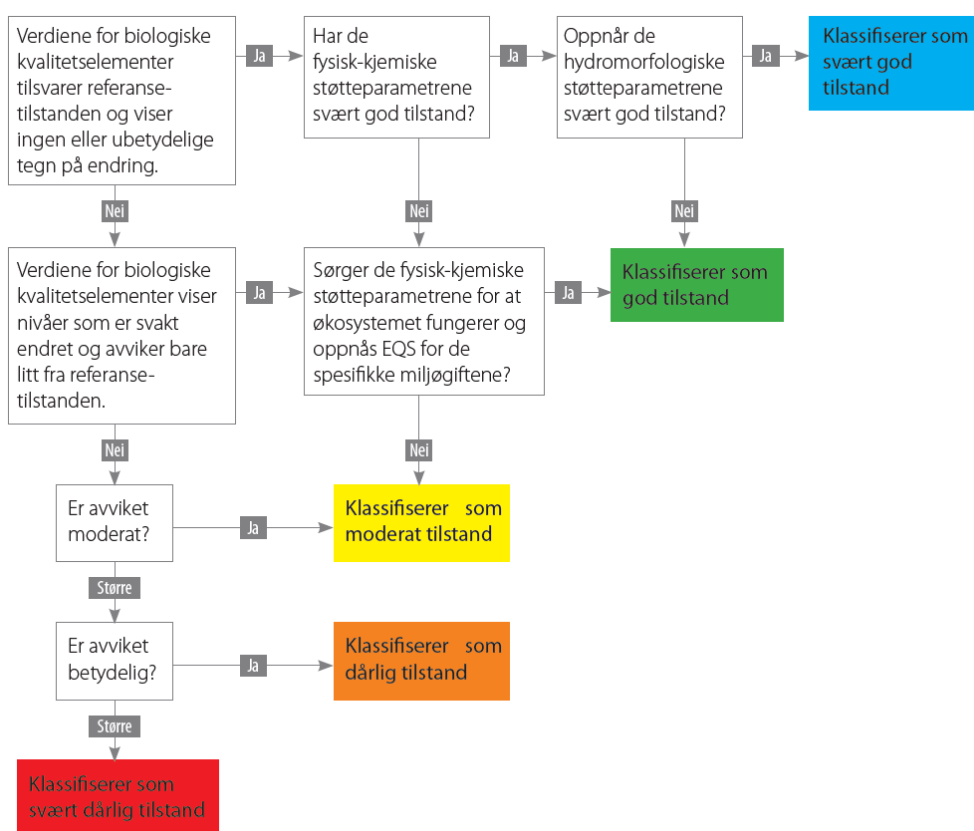 Verdiene for biologiske
kvalitetselementer
tilsvarer referanse-
tilstanden og viser
ingen eller ubetydelige
tegn på endring.
Ja
Har de
fysisk-kjemiske
støtteparametrene
svært god tilstand?
Ja
Oppnår de
hydromorfologiske
støtteparametrene
svært god tilstand?
Ja
Klassifiserer som
svært god
tilstand
Nei
Nei
Nei
Verdiene for biologiske
kvalitetselementer viser
nivåer som er svakt
endret og avviker bare
litt fra referanse-
tilstanden.
Ja
Sørger de fysisk-kjemiske
støtteparametrene for at
økosystemet fungerer og
oppnås EQS for de
spesifikke miljøgiftene?
Ja
Klassifiserer som
god tilstand
Nei
Nei
Er avviket
moderat?
Ja
Klassifiserer som
moderat tilstand
Større
Er avviket
betydelig?
Ja
Klassifiserer som
dårlig tilstand
Større
Klassifiserer som
svært dårlig tilstand